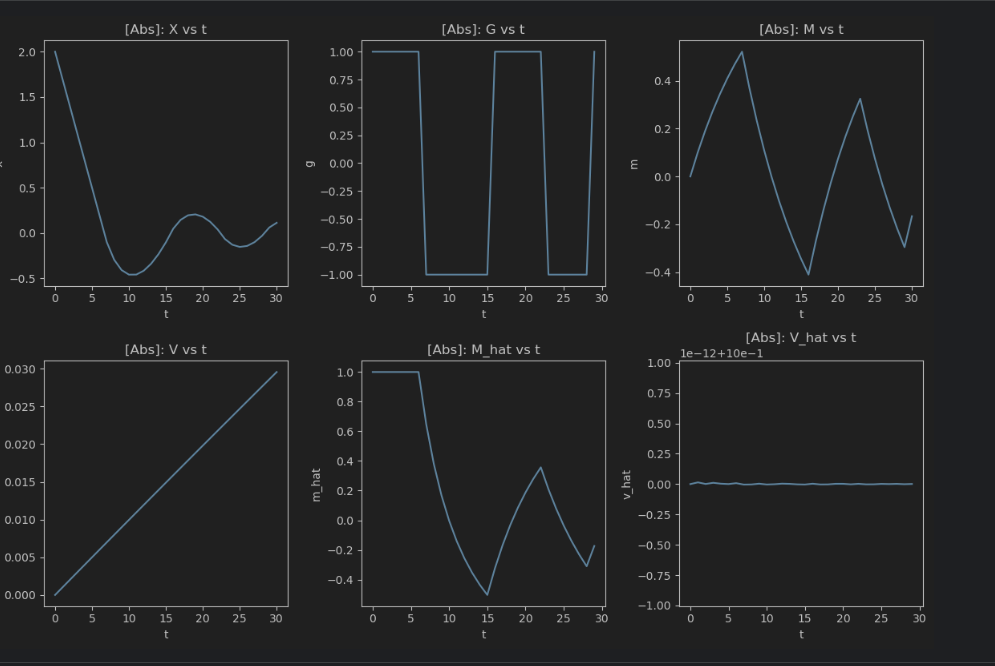 [Abs]: X vs t
2.0
1.5
1.0
0.5
0.0
−0.5
0 5 10 15 20 25 30
t
[Abs]: G vs t
g
1.00
0.75
0.50
0.25
0.00
−0.25
−0.50
−0.75
−1.00
0 5 10 15 20 25 30
t
[Abs]: M vs t
m
0.4
0.2
0.0
−0.2
−0.4
0 5 10 15 20 25 30
t
[Abs]: V vs t
0.030
0.025
0.020
0.015
0.010
0.005
0.000
0 5 10 15 20 25 30
t
[Abs]: M_hat vs t
m_hat
1.0
0.8
0.6
0.4
0.2
0.0
−0.2
−0.4
0 5 10 15 20 25 30
t
[Abs]: V_hat vs t
1e−12+10e−1
v_hat
1.00
0.75
0.50
0.25
0.00
−0.25
−0.50
−0.75
−1.00
0 5 10 15 20 25 30
t